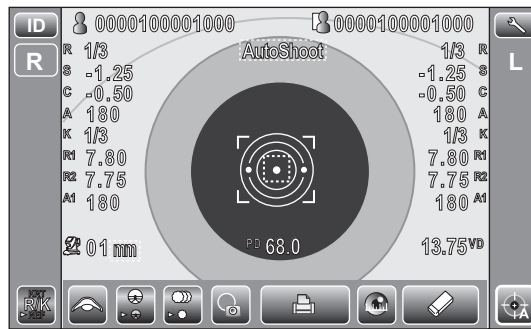 ID 0000100001000 0000100001000
R AutoShoot L
R 1/3 1/3 R
S -1.25 -1.25 S
C -0.50 -0.50 C
A 180 180 A
K 1/3 1/3 K
R1 7.80 7.80 R1
R2 7.75 7.75 R2
A1 180 180 A1
01 mm PD 68.0 13.75 VD
KRT
R/K
REF
A